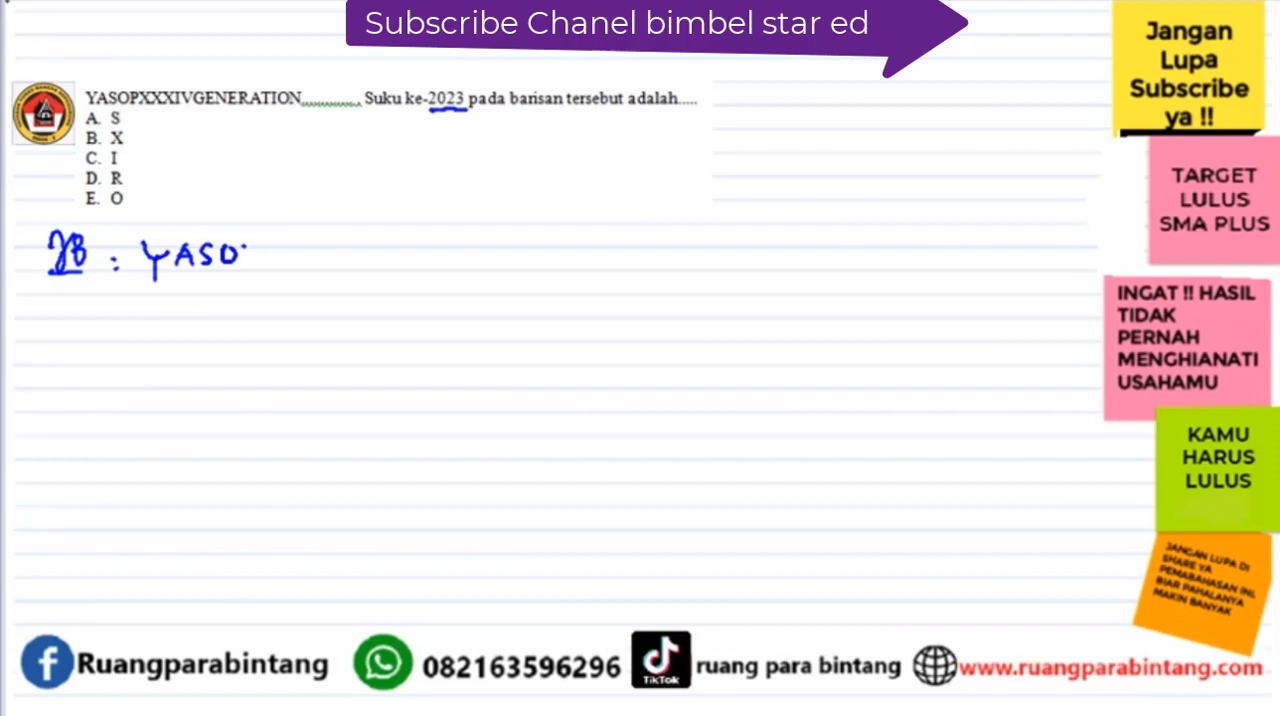 Subscribe Chanel bimbel star ed
Jangan
Lupa
Subscribe
ya !!
YASOPXXXIVGENERATION.............. Suku ke-2023 pada barisan tersebut adalah.....
A. S
B. X
C. I
D. R
E. O
TARGET
LULUS
SMA PLUS
JB : YASO
INGAT !! HASIL
TIDAK
PERNAH
MENGHIANATI
USAHAMU
KAMU
HARUS
LULUS
JANGAN LUPA DI
SHARE YA
PEMABAHASAN INI,
BIAR PAHALANYA
MAKIN BANYAK
Ruangparabintang
082163596296
TikTok
ruang para bintang
www.ruangparabintang.com